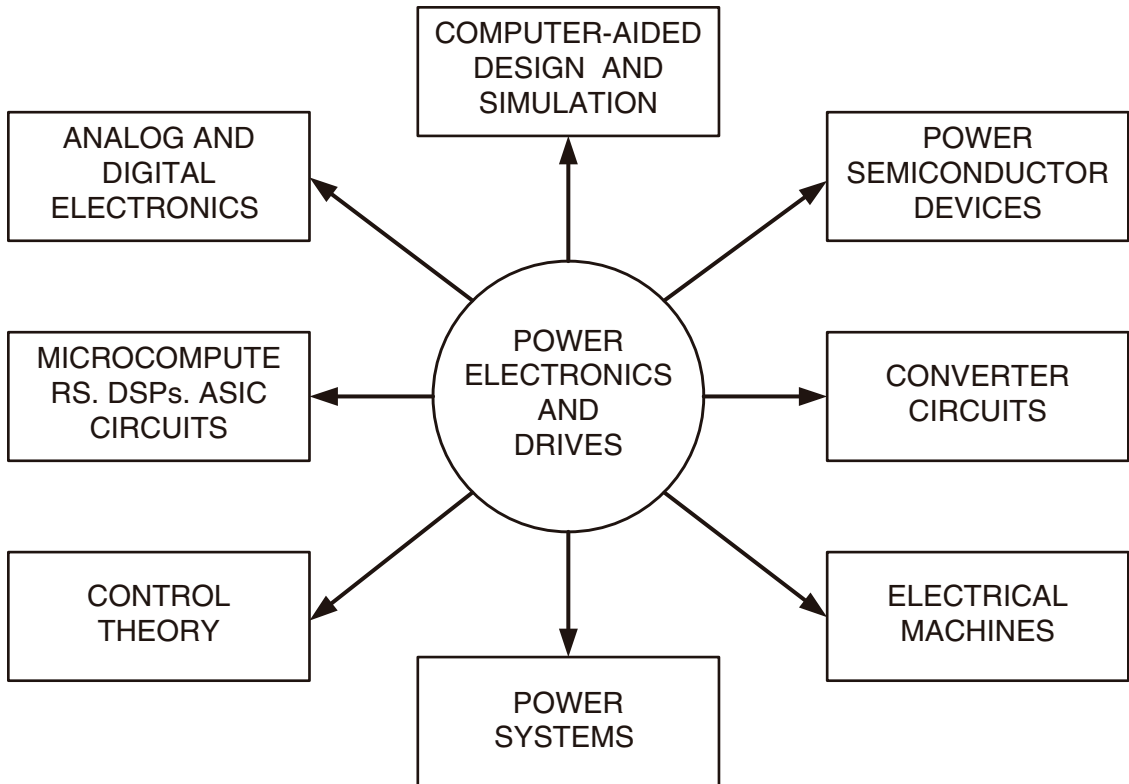 COMPUTER-AIDED
DESIGN AND
SIMULATION
ANALOG AND
DIGITAL
ELECTRONICS
POWER
SEMICONDUCTOR
DEVICES
MICROCOMPUTE
RS. DSPs. ASIC
CIRCUITS
POWER
ELECTRONICS
AND
DRIVES
CONVERTER
CIRCUITS
CONTROL
THEORY
ELECTRICAL
MACHINES
POWER
SYSTEMS